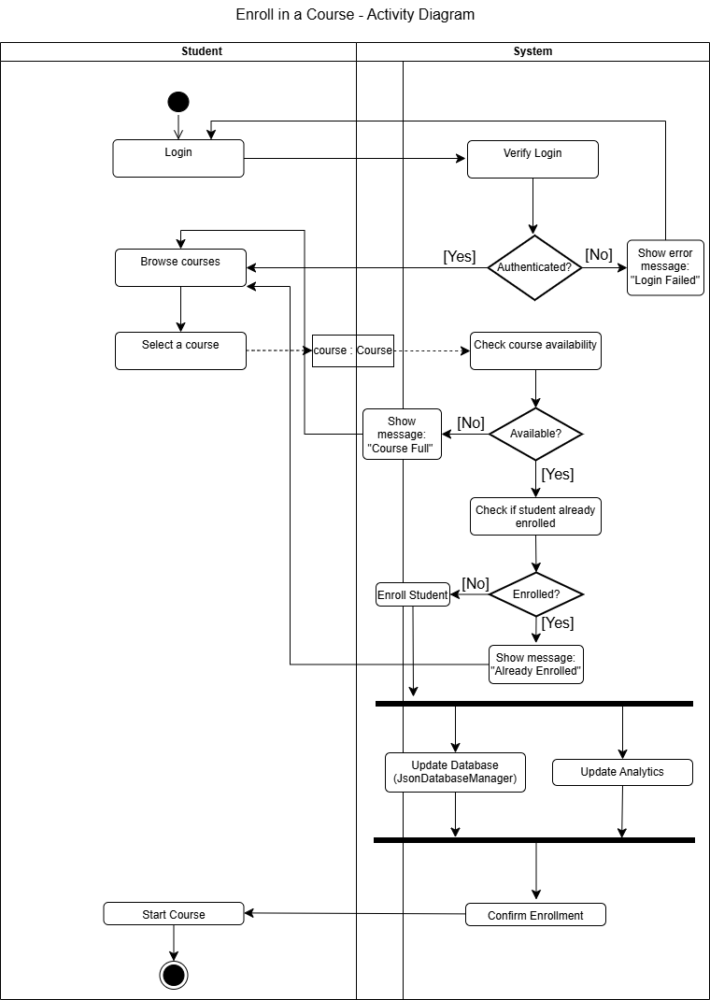 Enroll in a Course - Activity Diagram
Student
System
Login
Verify Login
[Yes]
Authenticated?
[No]
Show error
message:
"Login Failed"
Browse courses
Select a course
course : Course
Check course availability
Show
message:
"Course Full"
[No]
Available?
[Yes]
Check if student already
enrolled
Enroll Student
[No]
Enrolled?
[Yes]
Show message:
"Already Enrolled"
Update Database
(JsonDatabaseManager)
Update Analytics
Start Course
Confirm Enrollment